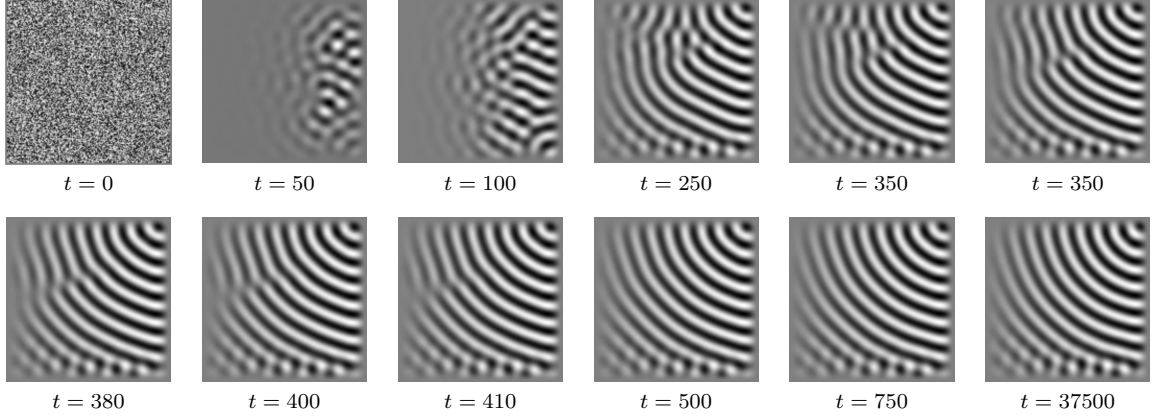 t = 0 t = 50 t = 100 t = 250 t = 350 t = 350
t = 380 t = 400 t = 410 t = 500 t = 750 t = 37500